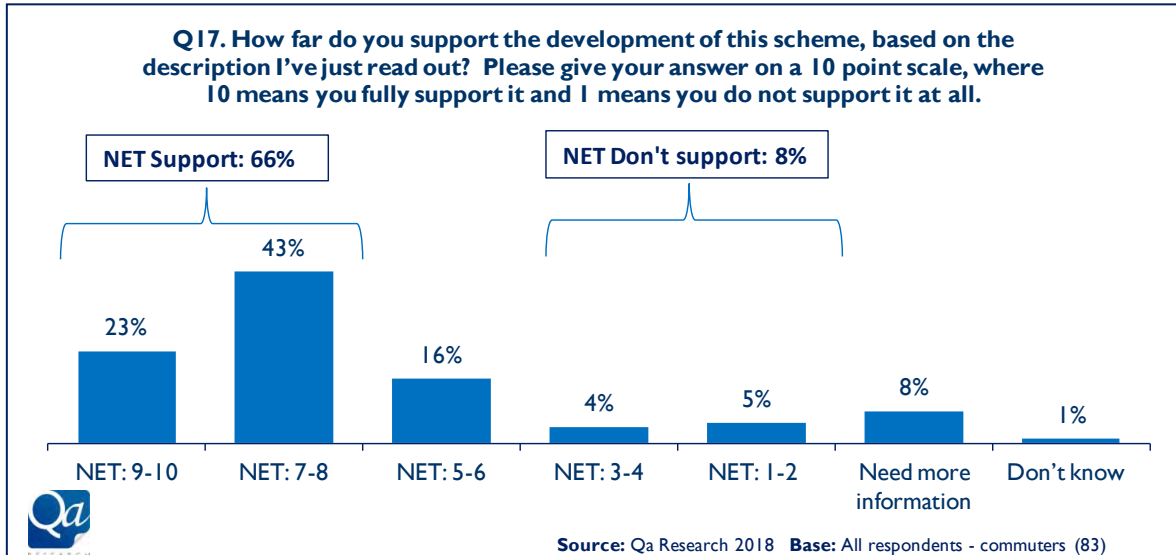 Q17. How far do you support the development of this scheme, based on the
description I've just read out? Please give your answer on a 10 point scale, where
10 means you fully support it and 1 means you do not support it at all.
NET Support: 66%
NET Don't support: 8%
23%
43%
16%
4%
5%
8%
1%
NET: 9-10
NET: 7-8
NET: 5-6
NET: 3-4
NET: 1-2
Need more
information
Don't know
Qa
RESEARCH
Source: Qa Research 2018 Base: All respondents - commuters (83)